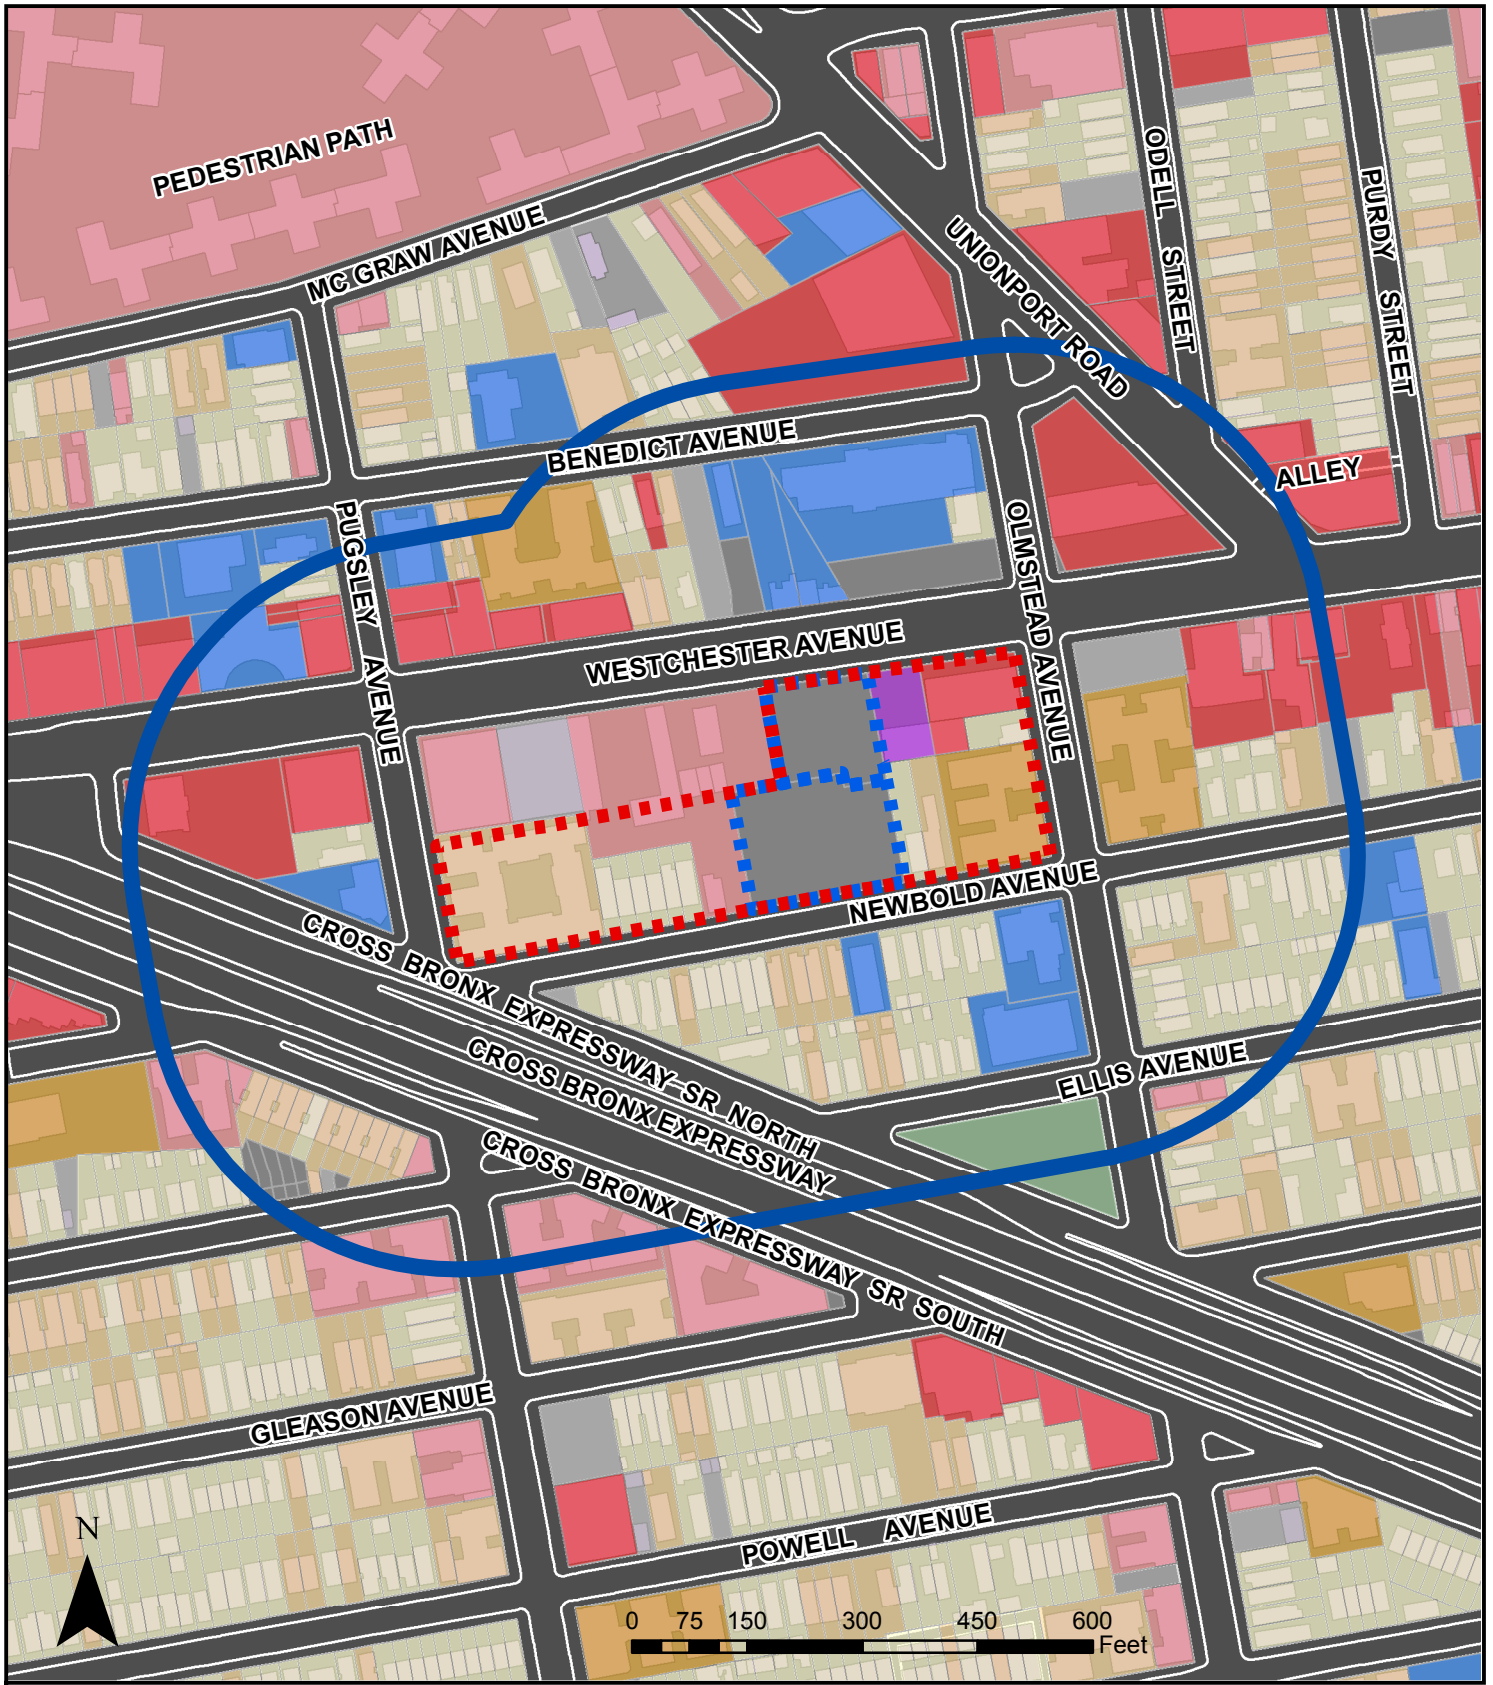 PEDESTRIAN PATH
MC GRAW AVENUE
ODELL STREET
PURDY STREET
UNIONPORT ROAD
BENEDICT AVENUE
ALLEY
PUGSLEY AVENUE
OLMSTEAD AVENUE
WESTCHESTER AVENUE
NEWBOLD AVENUE
CROSS BRONX EXPRESSWAY SR NORTH
CROSS BRONX EXPRESSWAY
CROSS BRONX EXPRESSWAY SR SOUTH
ELLIS AVENUE
GLEASON AVENUE
POWELL AVENUE
N
0 75 150 300 450 600
Feet